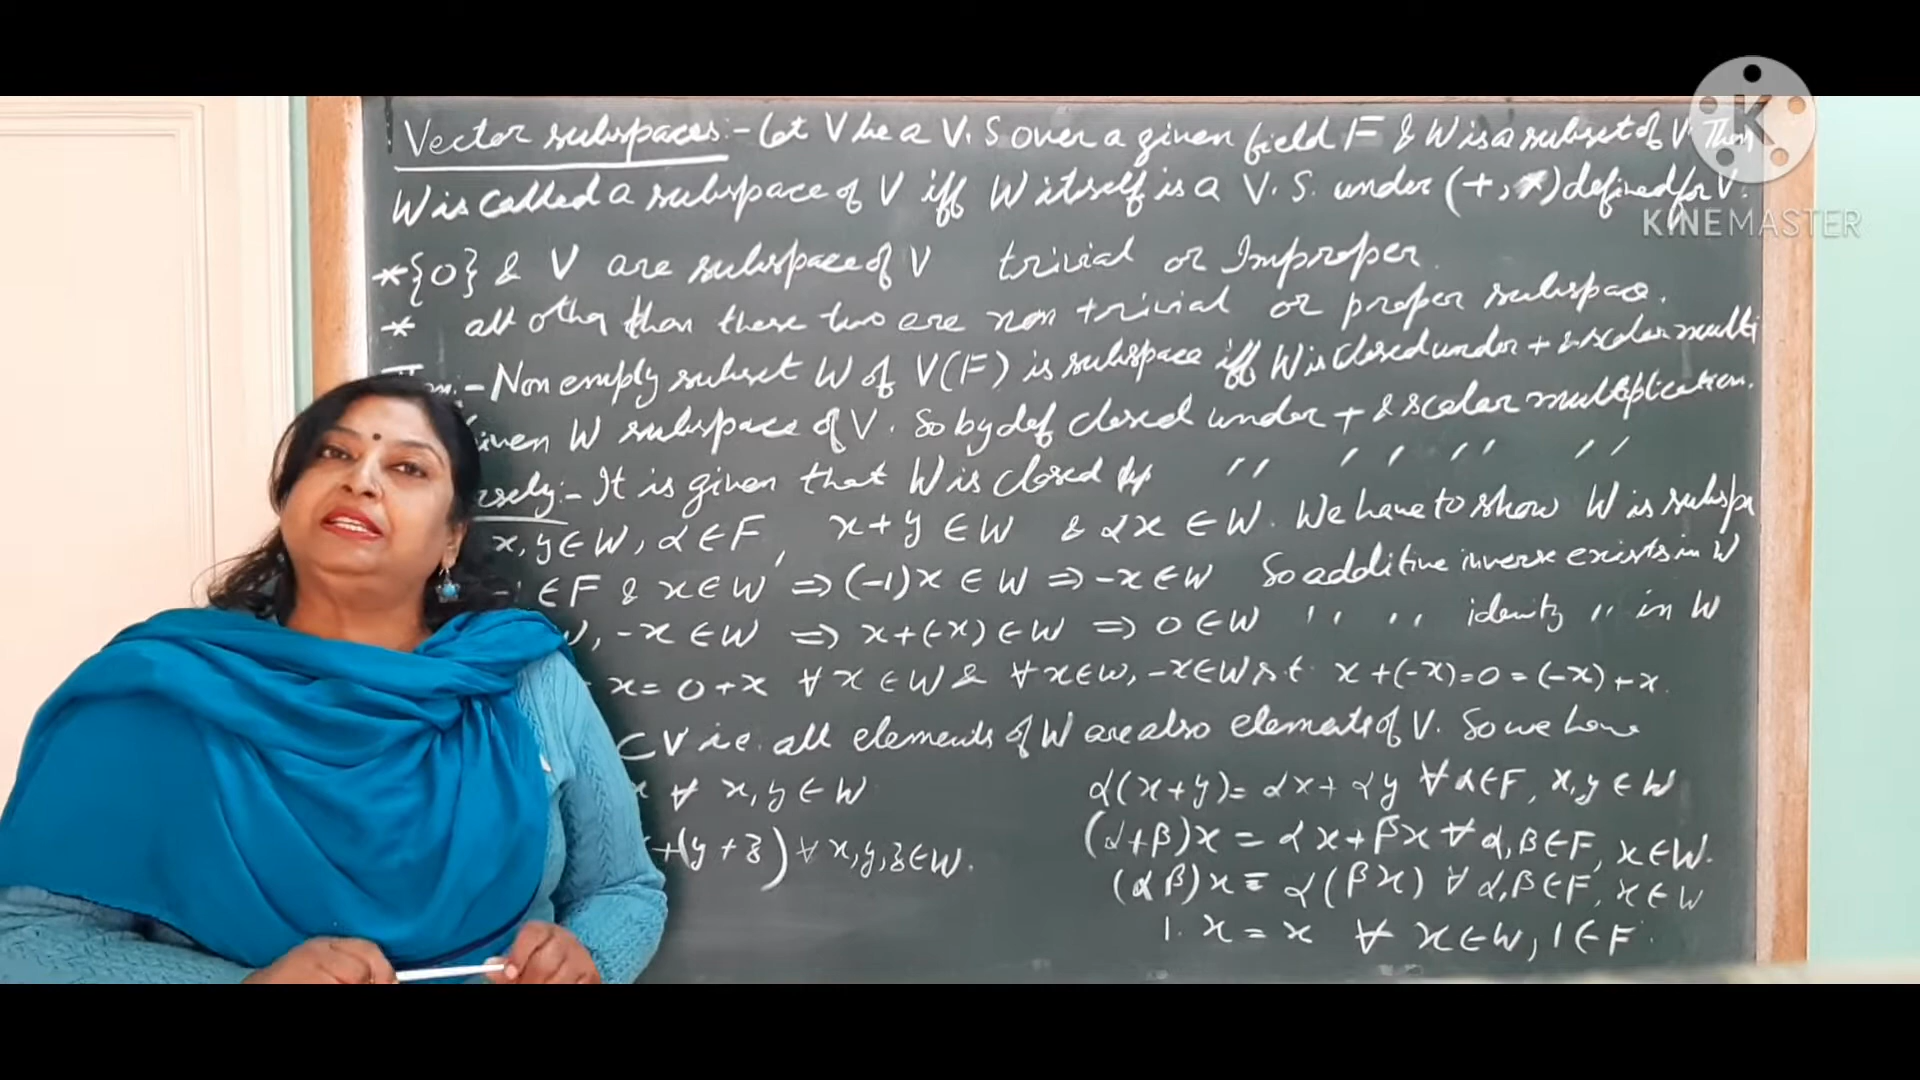 Vector subspaces:- Let V be a V.S over a given field F & W is a subset of V. Then
W is called a subspace of V iff W itself is a V.S. under (+, *) defined for V.
* {0} & V are subspace of V trivial or Improper.
* all other than these two are non trivial or proper subspace.
:- Non empty subset W of V(F) is subspace iff W is closed under + & scalar multi
iven W subspace of V. So by def closed under + & scalar multiplication.
rsely:- It is given that W is closed " " " "
x, y ∈ W, α ∈ F, x + y ∈ W & αx ∈ W. We have to show W is subspa
∈ F & x ∈ W ⇒ (-1)x ∈ W ⇒ -x ∈ W So additive inverse exists in W
, -x ∈ W ⇒ x + (-x) ∈ W ⇒ 0 ∈ W " " idenity " in W
x = 0 + x ∀ x ∈ W & ∀ x ∈ W, -x ∈ W s.t. x + (-x) = 0 = (-x) + x.
⊂ V i.e. all elements of W are also elements of V. So we have
x ∀ x, y ∈ W
+(y + z) ∀ x, y, z ∈ W.
α(x + y) = αx + αy ∀ α ∈ F, x, y ∈ W
(α + β)x = αx + βx ∀ α, β ∈ F, x ∈ W.
(αβ)x = α(βx) ∀ α, β ∈ F, x ∈ W
1. x = x ∀ x ∈ W, 1 ∈ F.
K
KINEMASTER